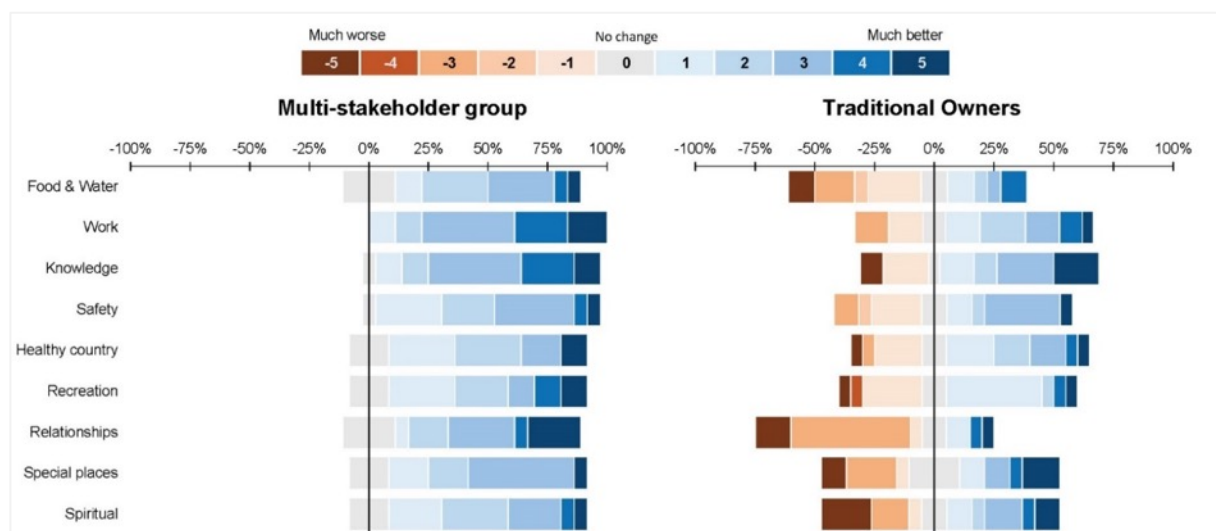 Much worse No change Much better
-5 -4 -3 -2 -1 0 1 2 3 4 5
Multi-stakeholder group Traditional Owners
-100% -75% -50% -25% 0% 25% 50% 75% 100% -100% -75% -50% -25% 0% 25% 50% 75% 100%
Food & Water
Work
Knowledge
Safety
Healthy country
Recreation
Relationships
Special places
Spiritual